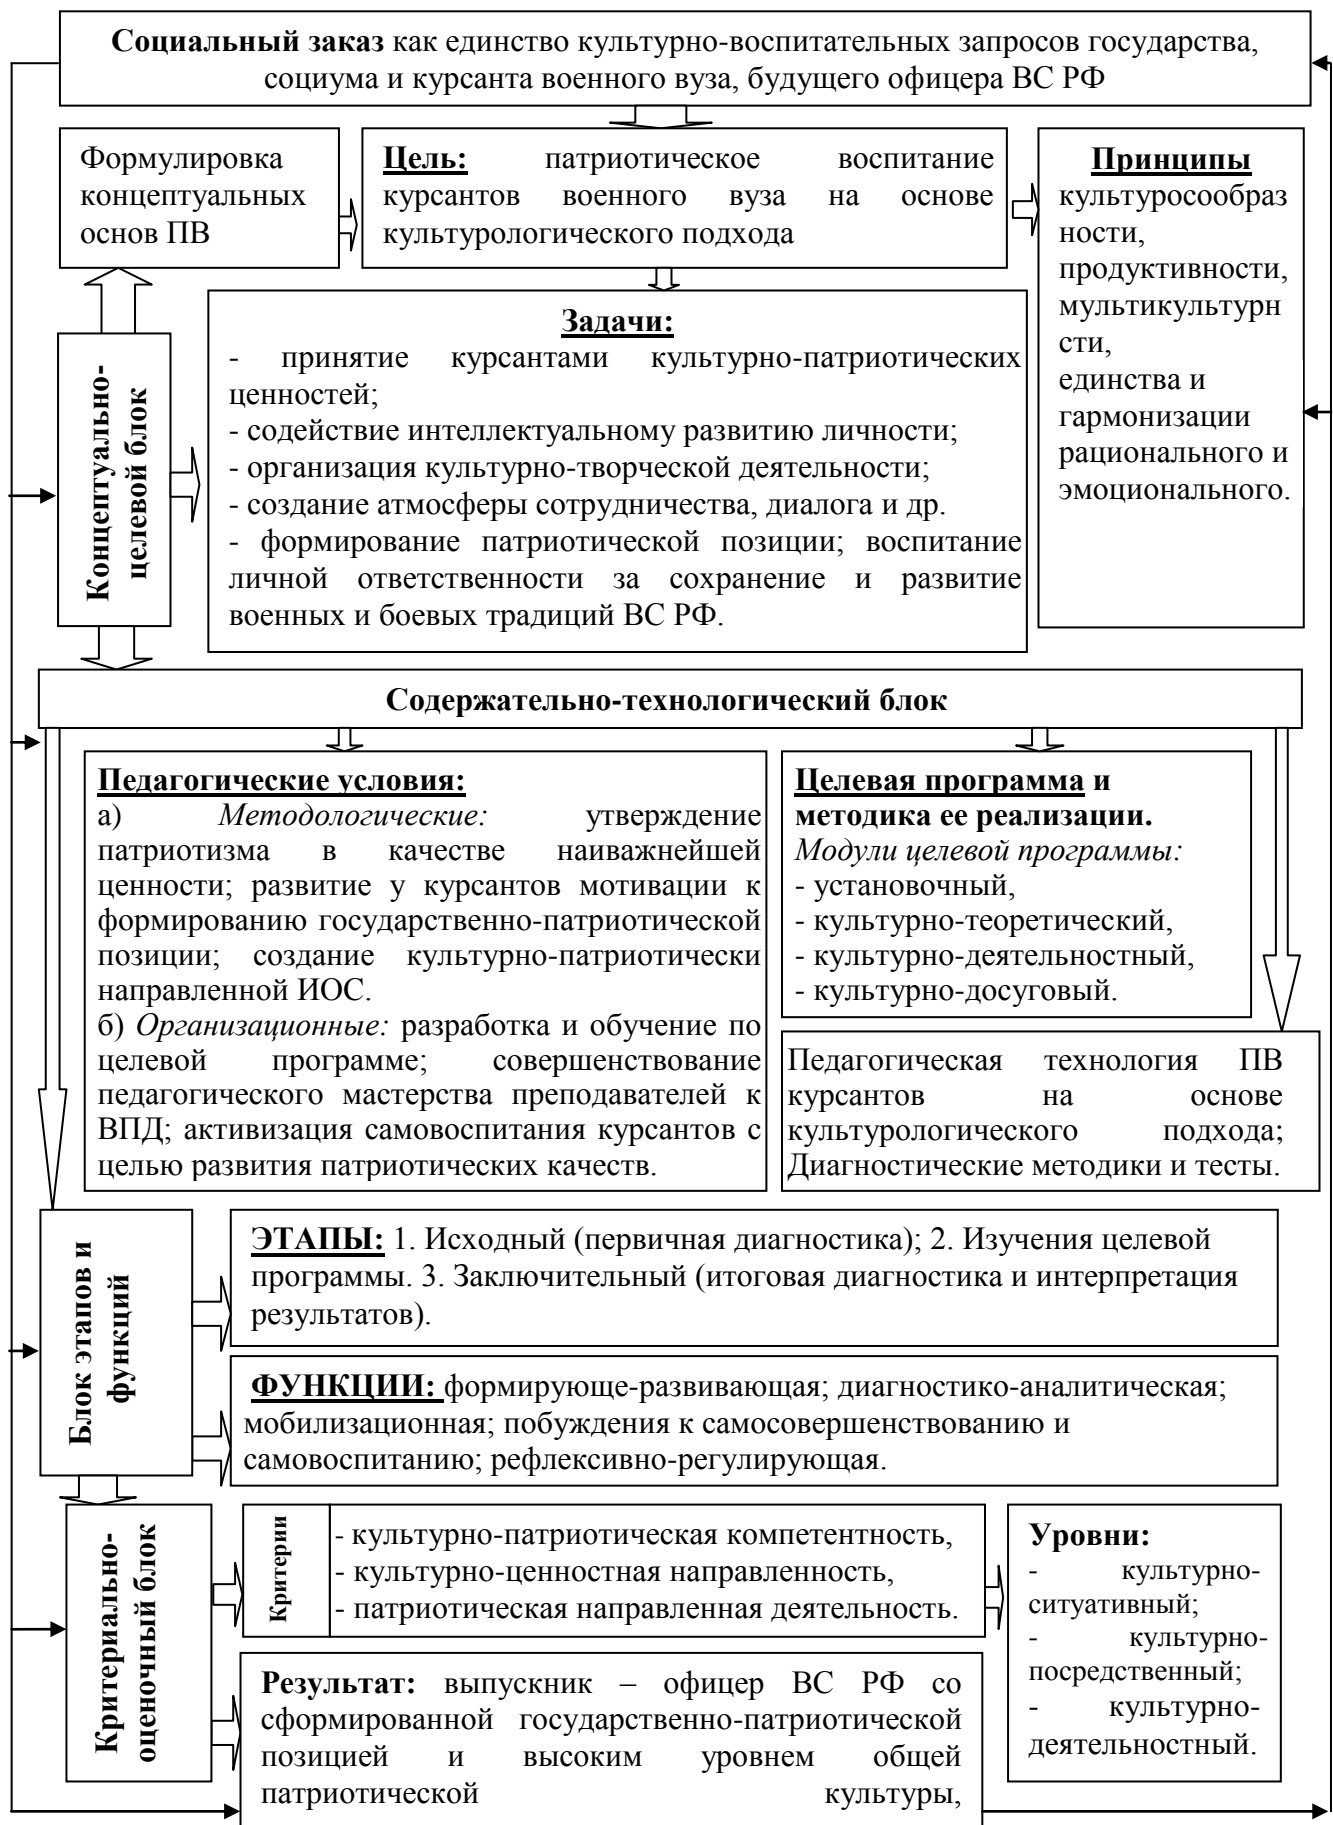 Социальный заказ как единство культурно-воспитательных запросов государства,
социума и курсанта военного вуза, будущего офицера ВС РФ
Формулировка
концептуальных
основ ПВ
Цель: патриотическое воспитание
курсантов военного вуза на основе
культурологического подхода
Принципы
культуросообраз
ности,
продуктивности,
мультикультурн
сти,
единства и
гармонизации
рационального и
эмоционального.
Концептуально-
целевой блок
Задачи:
- принятие курсантами культурно-патриотических
ценностей;
- содействие интеллектуальному развитию личности;
- организация культурно-творческой деятельности;
- создание атмосферы сотрудничества, диалога и др.
- формирование патриотической позиции; воспитание
личной ответственности за сохранение и развитие
военных и боевых традиций ВС РФ.
Содержательно-технологический блок
Педагогические условия:
а) Методологические: утверждение
патриотизма в качестве наиважнейшей
ценности; развитие у курсантов мотивации к
формированию государственно-патриотической
позиции; создание культурно-патриотически
направленной ИОС.
б) Организационные: разработка и обучение по
целевой программе; совершенствование
педагогического мастерства преподавателей к
ВПД; активизация самовоспитания курсантов с
целью развития патриотических качеств.
Целевая программа и
методика ее реализации.
Модули целевой программы:
- установочный,
- культурно-теоретический,
- культурно-деятельностный,
- культурно-досуговый.
Педагогическая технология ПВ
курсантов на основе
культурологического подхода;
Диагностические методики и тесты.
Блок этапов и
функций
ЭТАПЫ: 1. Исходный (первичная диагностика); 2. Изучения целевой
программы. 3. Заключительный (итоговая диагностика и интерпретация
результатов).
ФУНКЦИИ: формирующе-развивающая; диагностико-аналитическая;
мобилизационная; побуждения к самосовершенствованию и
самовоспитанию; рефлексивно-регулирующая.
Критериально-
оценочный блок
Критерии
- культурно-патриотическая компетентность,
- культурно-ценностная направленность,
- патриотическая направленная деятельность.
Уровни:
- культурно-
ситуативный;
- культурно-
посредственный;
- культурно-
деятельностный.
Результат: выпускник – офицер ВС РФ со
сформированной государственно-патриотической
позицией и высоким уровнем общей
патриотической культуры,